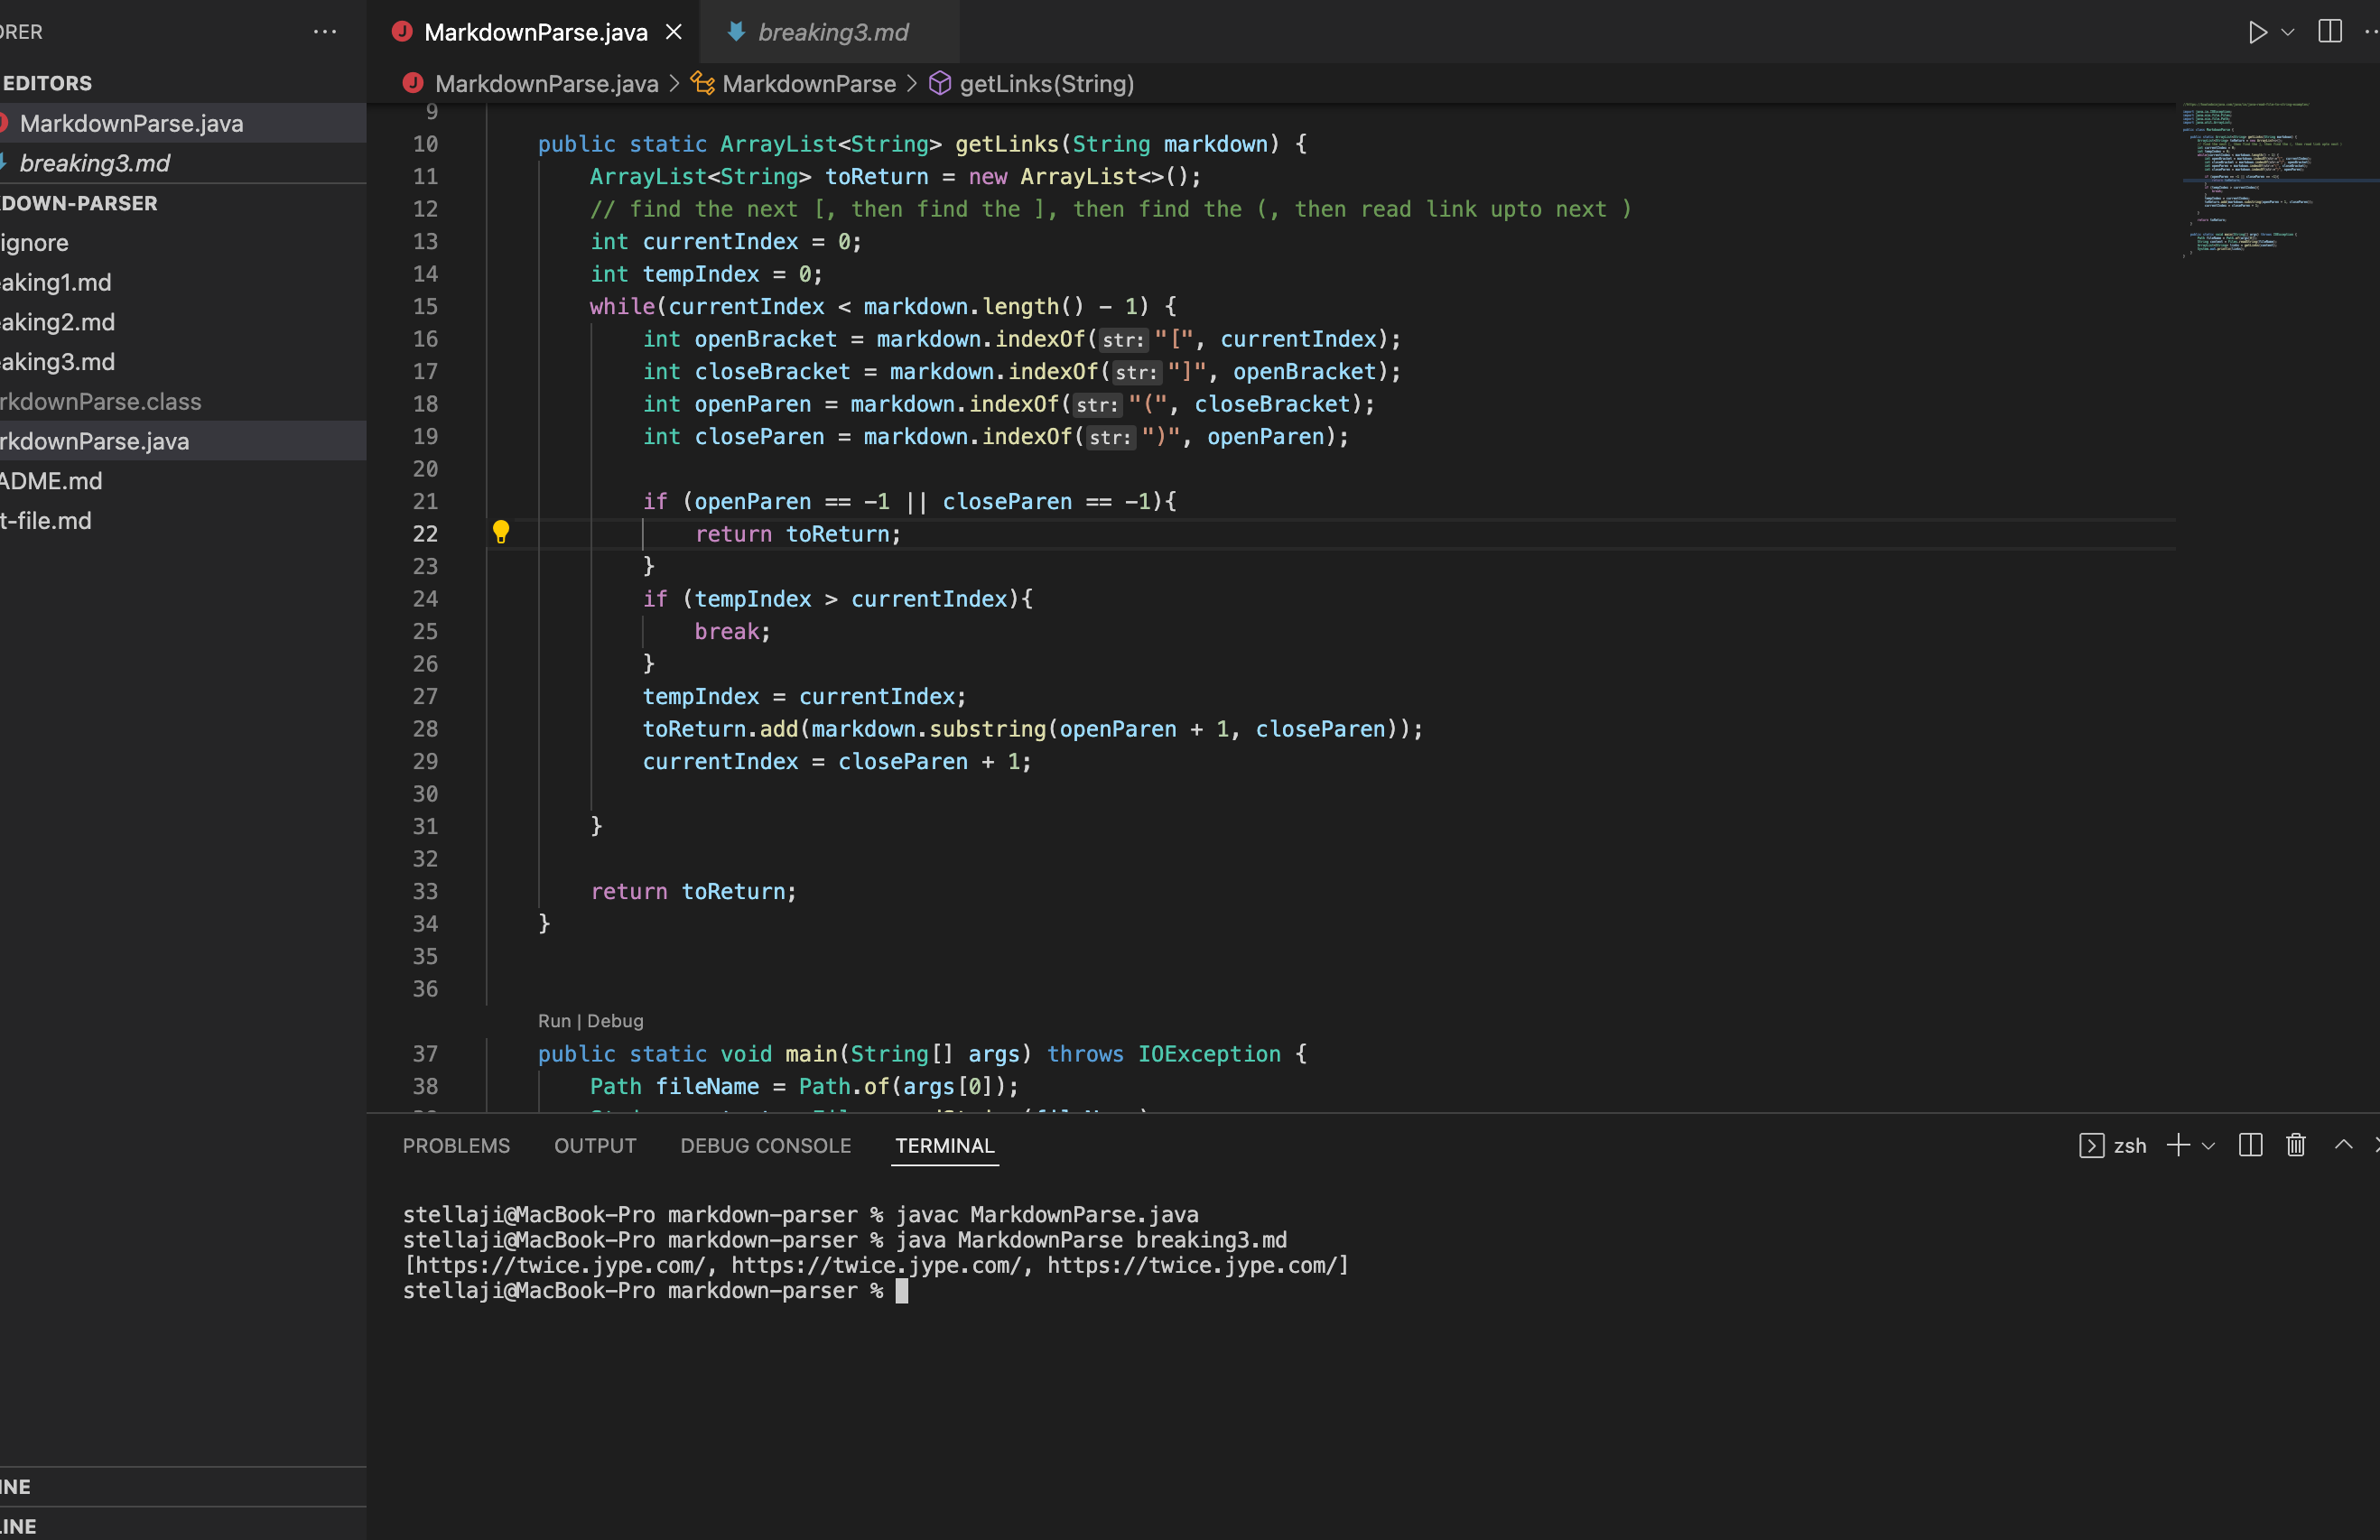 ORER ...
MarkdownParse.java
breaking3.md
EDITORS
MarkdownParse.java > MarkdownParse > getLinks(String)
MarkdownParse.java
breaking3.md
DOWN-PARSER
ignore
aking1.md
aking2.md
aking3.md
rkdownParse.class
rkdownParse.java
ADME.md
t-file.md
INE
LINE
9
10 public static ArrayList<String> getLinks(String markdown) {
11 ArrayList<String> toReturn = new ArrayList<>();
12 // find the next [, then find the ], then find the (, then read link upto next )
13 int currentIndex = 0;
14 int tempIndex = 0;
15 while(currentIndex < markdown.length() - 1) {
16 int openBracket = markdown.indexOf(str:"[", currentIndex);
17 int closeBracket = markdown.indexOf(str:"]", openBracket);
18 int openParen = markdown.indexOf(str:"(", closeBracket);
19 int closeParen = markdown.indexOf(str:")", openParen);
20
21 if (openParen == -1 || closeParen == -1){
22 return toReturn;
23 }
24 if (tempIndex > currentIndex){
25 break;
26 }
27 tempIndex = currentIndex;
28 toReturn.add(markdown.substring(openParen + 1, closeParen));
29 currentIndex = closeParen + 1;
30
31 }
32
33 return toReturn;
34 }
35
36
Run | Debug
37 public static void main(String[] args) throws IOException {
38 Path fileName = Path.of(args[0]);
PROBLEMS OUTPUT DEBUG CONSOLE TERMINAL
zsh
stellaji@MacBook-Pro markdown-parser % javac MarkdownParse.java
stellaji@MacBook-Pro markdown-parser % java MarkdownParse breaking3.md
[https://twice.jype.com/, https://twice.jype.com/, https://twice.jype.com/]
stellaji@MacBook-Pro markdown-parser %